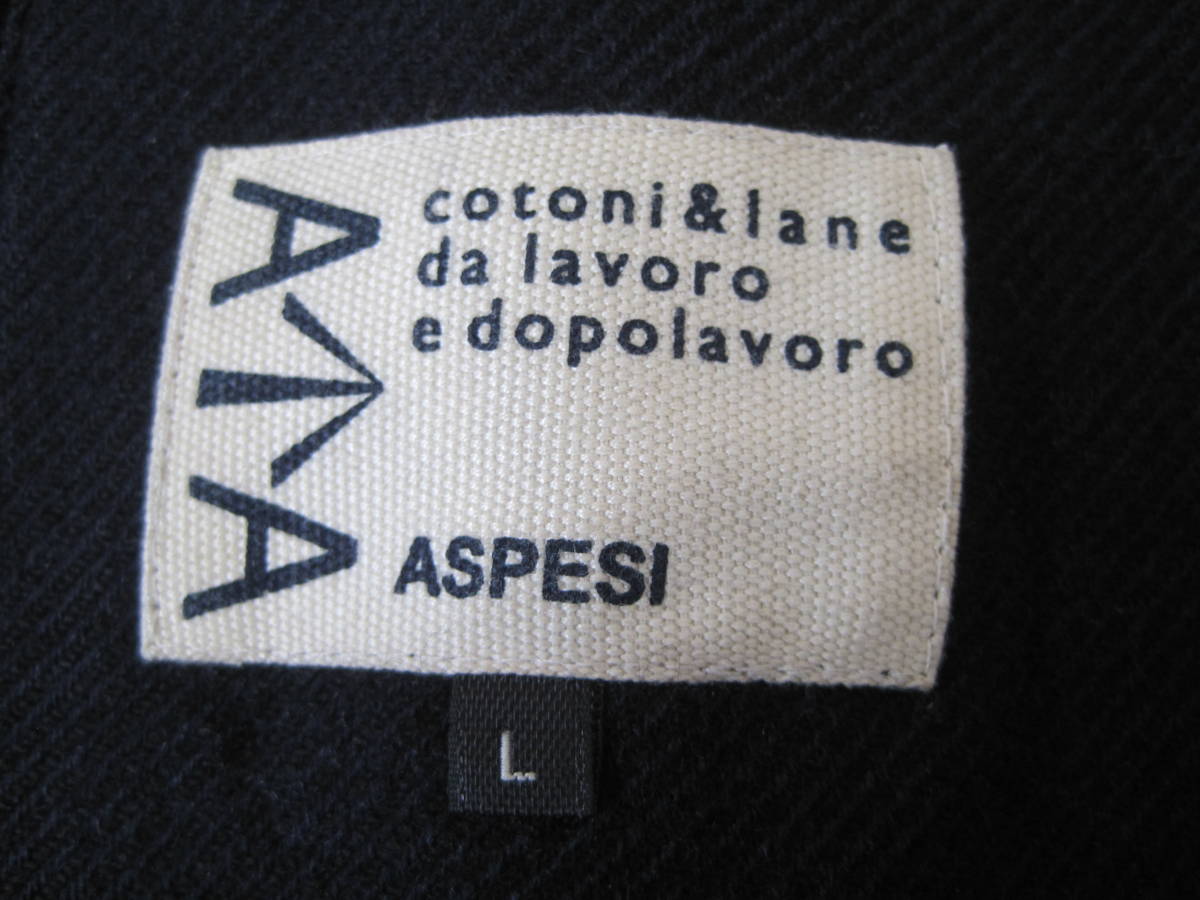 cotoni&lane
da lavoro
e dopolavoro
A↑A
ASPESI
L